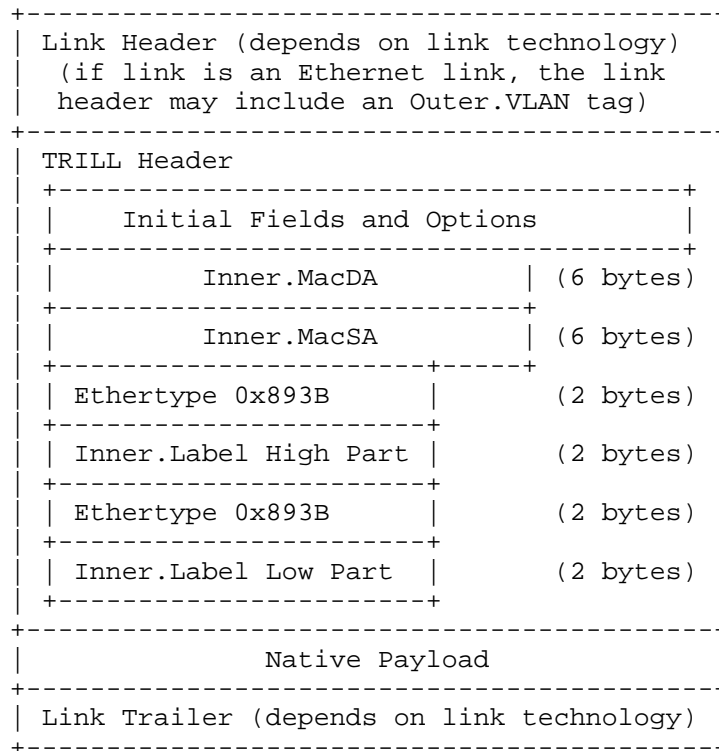 Link Header (depends on link technology)
(if link is an Ethernet link, the link
header may include an Outer.VLAN tag)
TRILL Header
Initial Fields and Options
Inner.MacDA (6 bytes)
Inner.MacSA (6 bytes)
Ethertype 0x893B (2 bytes)
Inner.Label High Part (2 bytes)
Ethertype 0x893B (2 bytes)
Inner.Label Low Part (2 bytes)
Native Payload
Link Trailer (depends on link technology)